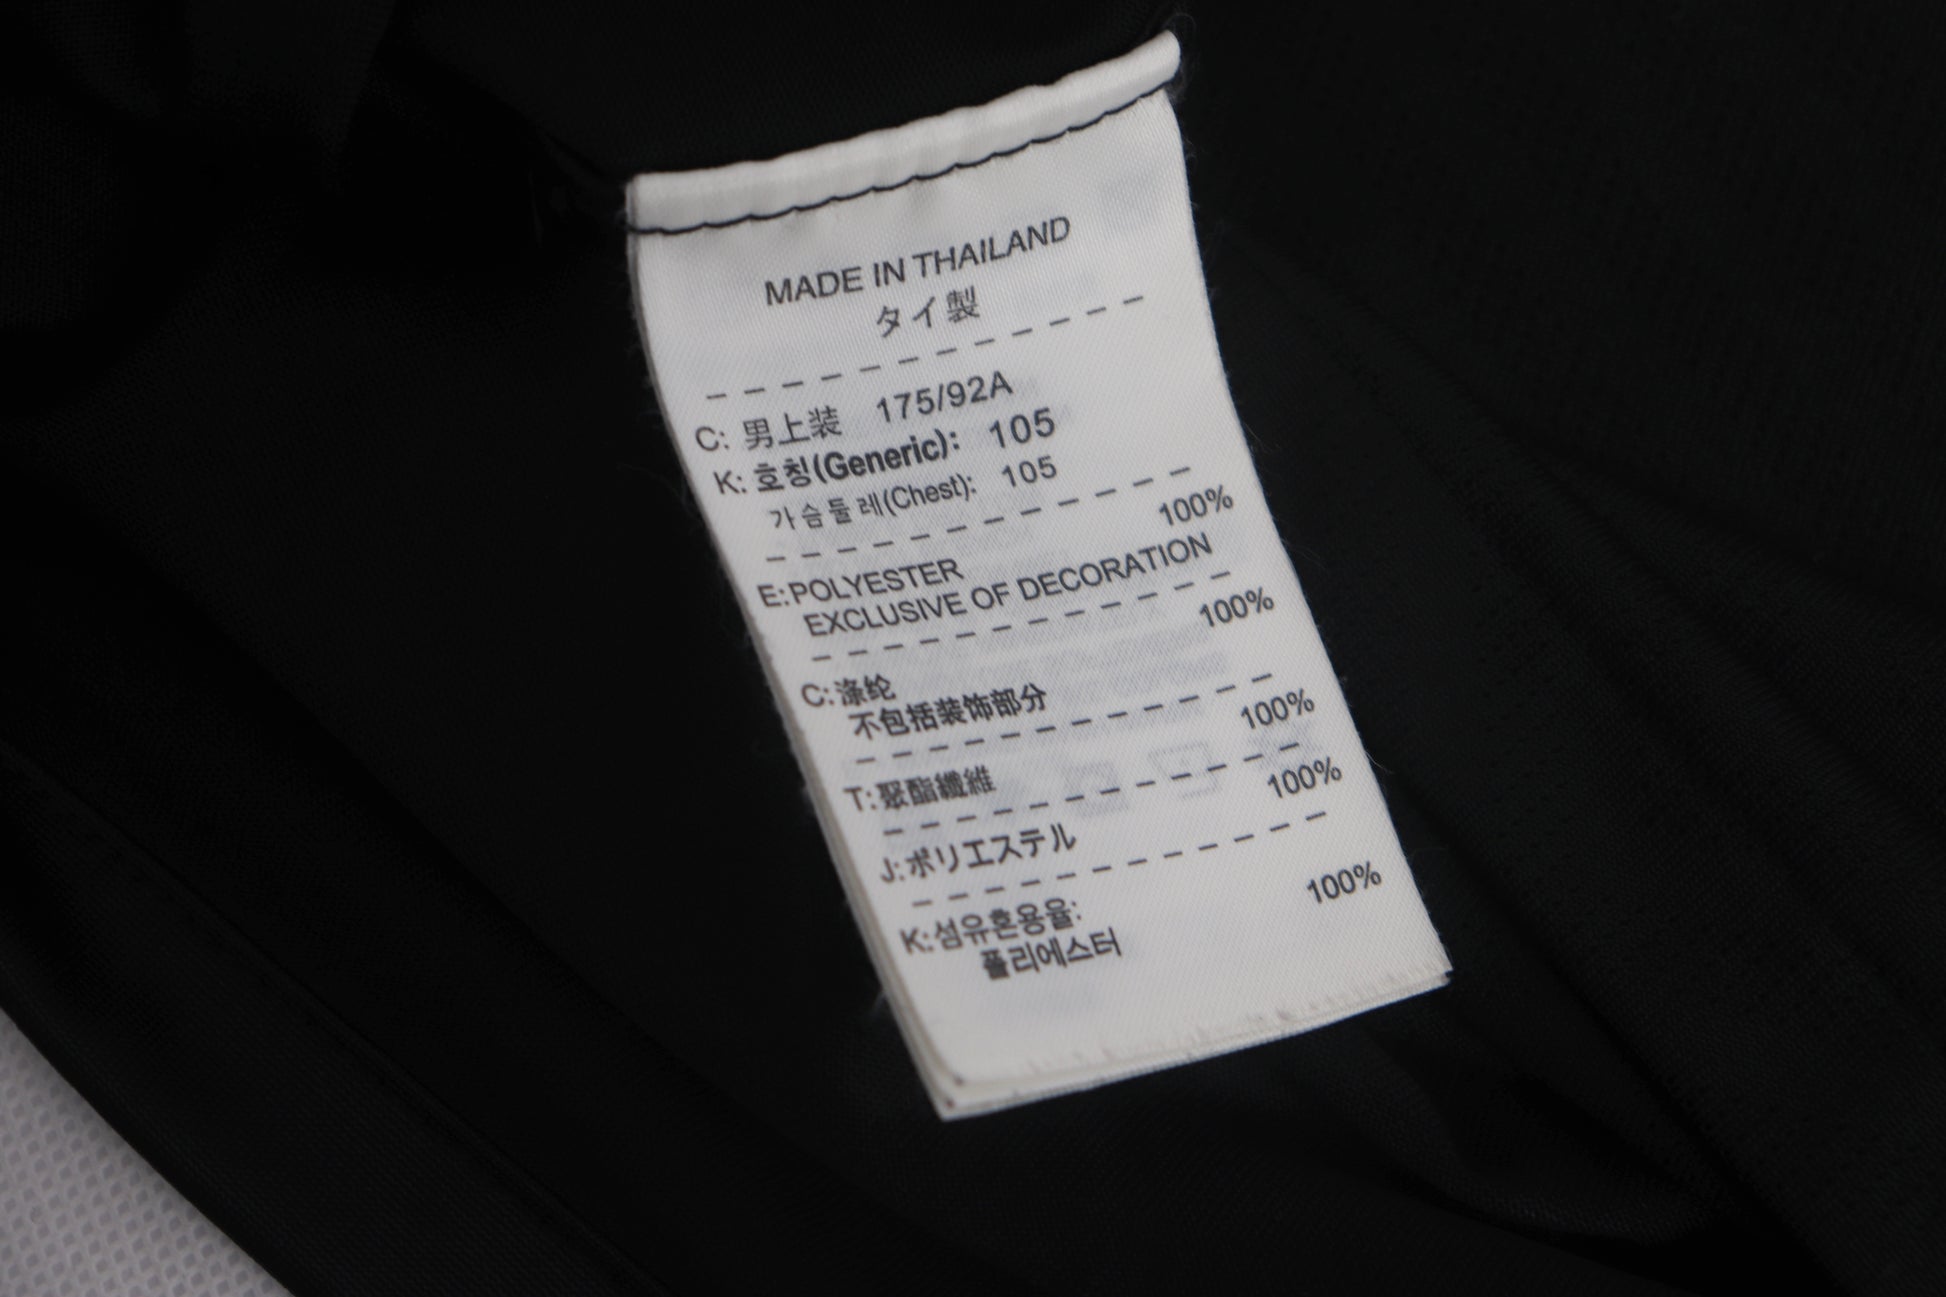 MADE IN THAILAND
タイ製
C: 男上装 175/92A
K: 호칭(Generic): 105
가슴둘레(Chest): 105
E:POLYESTER 100%
EXCLUSIVE OF DECORATION
C:涤纶 100%
不包括装饰部分
T:聚酯纖維 100%
J:ポリエステル 100%
K:섬유혼용율:
폴리에스터 100%